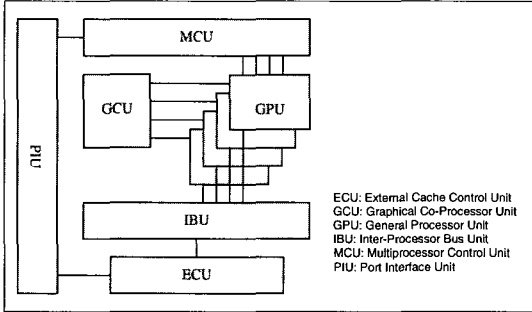 MCU
GCU
GPU
PIU
IBU
ECU
ECU: External Cache Control Unit
GCU: Graphical Co-Processor Unit
GPU: General Processor Unit
IBU: Inter-Processor Bus Unit
MCU: Multiprocessor Control Unit
PIU: Port Interface Unit